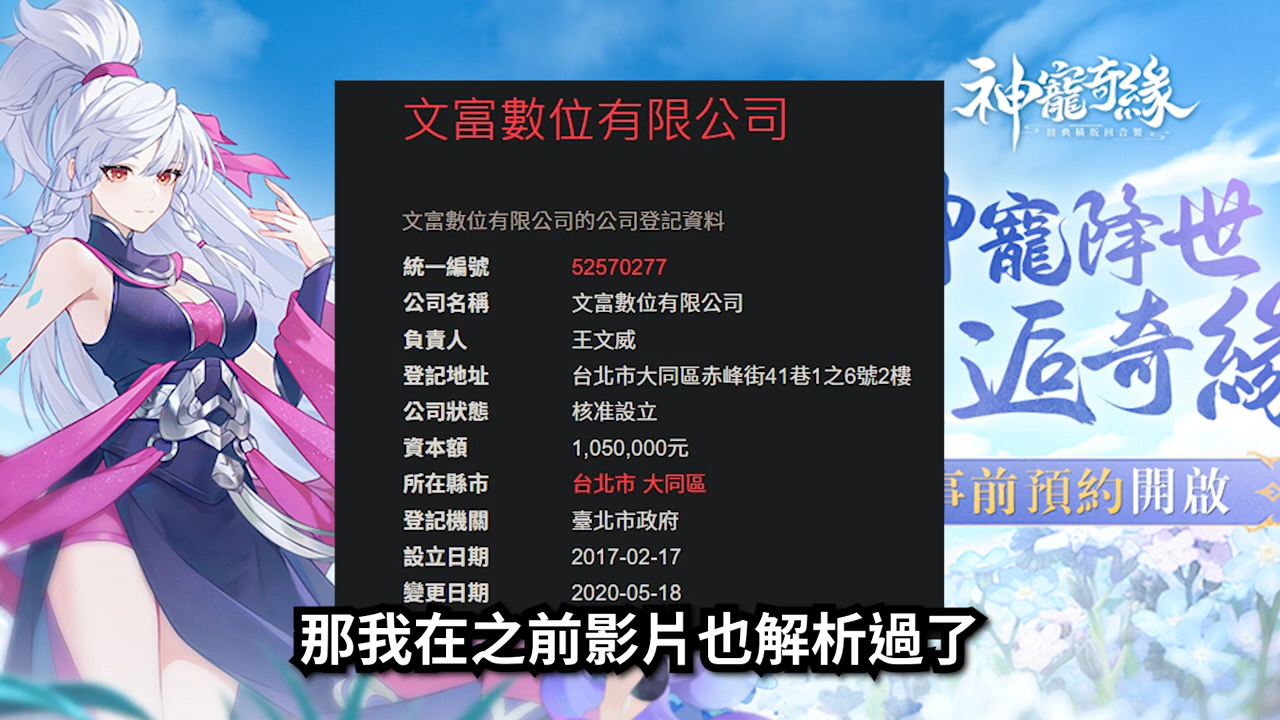 神寵奇緣
經典橫版回合製
文富數位有限公司
文富數位有限公司的公司登記資料
統一編號 52570277
公司名稱 文富數位有限公司
負責人 王文威
登記地址 台北市大同區赤峰街41巷1之6號2樓
公司狀態 核准設立
資本額 1,050,000元
所在縣市 台北市 大同區
登記機關 臺北市政府
設立日期 2017-02-17
變更日期 2020-05-18
神寵降世
逅奇緣
事前預約開啟
那我在之前影片也解析過了